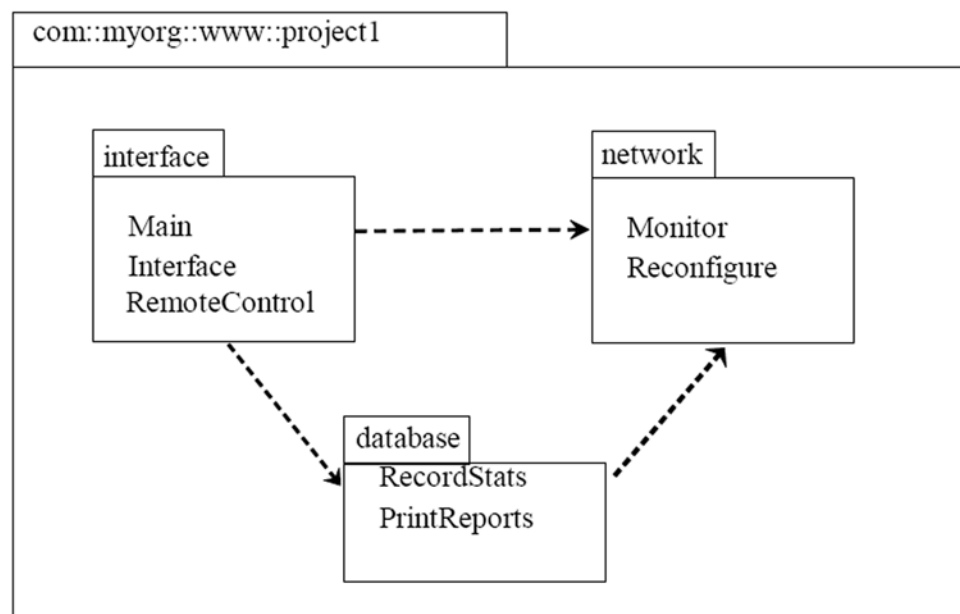 com::myorg::www::project1
interface
Main
Interface
RemoteControl
network
Monitor
Reconfigure
database
RecordStats
PrintReports